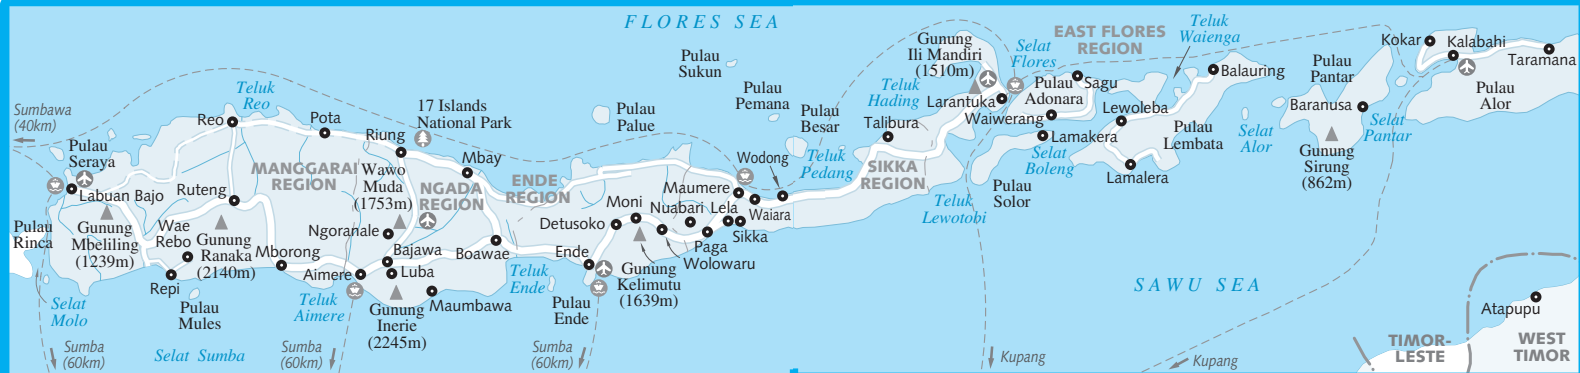 FLORES SEA
Teluk
Waienga
EAST FLORES
REGION
Gunung
Ili Mandiri
(1510m)
Selat
Flores
Kokar
Kalabahi
Taramana
Pulau
Sukun
Pulau
Pantar
Balauring
Pulau
Adonara
Sagu
Teluk
Hading
Larantuka
Pulau
Alor
Teluk
Reo
17 Islands
National Park
Pulau
Pemana
Sumbawa
(40km)
Reo
Pota
Riung
Pulau
Palue
Pulau
Besar
Talibura
Waiwerang
Lewoleba
Baranusa
Lamakera
Pulau
Lembata
Selat
Alor
Selat
Pantar
Pulau
Seraya
MANGGARAI
REGION
Wawo
Muda
(1753m)
Mbay
Wodong
Teluk
Pedang
SIKKA
REGION
Selat
Boleng
Lamalera
Gunung
Sirung
(862m)
Labuan Bajo
Ruteng
NGADA
REGION
ENDE
REGION
Maumere
Pulau
Solor
Teluk
Lewotobi
Moni
Nuabari
Lela
Waiara
Pulau
Rinca
Gunung
Mbeliling
(1239m)
Wae
Rebo
Gunung
Ranaka
(2140m)
Ngoranale
Detusoko
Sikka
Paga
Wolowaru
Mborong
Bajawa
Boawae
Ende
Aimere
Luba
Teluk
Ende
Gunung
Kelimutu
(1639m)
Repi
SAWU SEA
Selat
Molo
Pulau
Mules
Teluk
Aimere
Gunung
Inerie
(2245m)
Maumbawa
Pulau
Ende
Atapupu
Sumba
(60km)
Selat Sumba
Sumba
(60km)
Sumba
(60km)
Kupang
Kupang
TIMOR-
LESTE
WEST
TIMOR